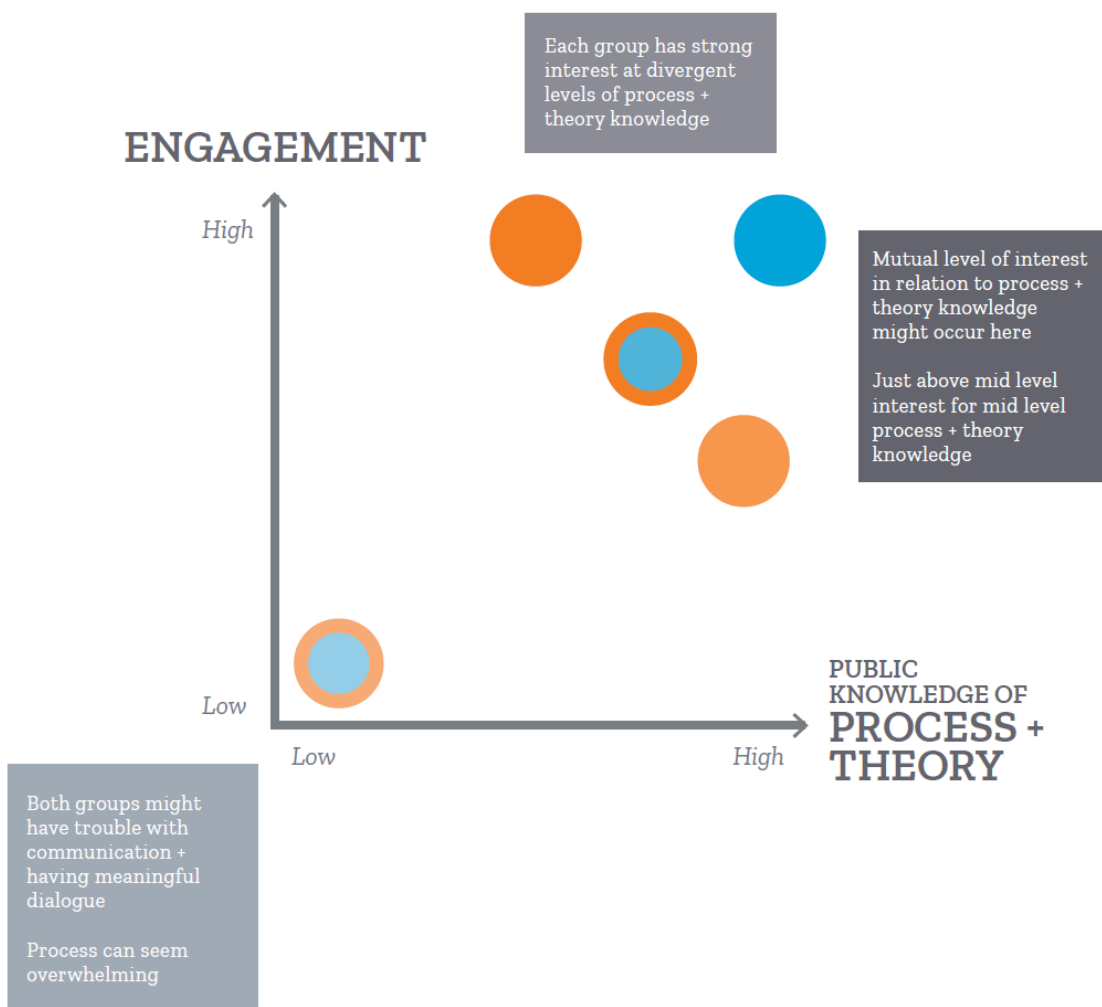 Each group has strong
interest at divergent
levels of process +
theory knowledge
ENGAGEMENT
High
Mutual level of interest
in relation to process +
theory knowledge
might occur here
Just above mid level
interest for mid level
process + theory
knowledge
Low
Low
High
PUBLIC
KNOWLEDGE OF
PROCESS +
THEORY
Both groups might
have trouble with
communication +
having meaningful
dialogue
Process can seem
overwhelming